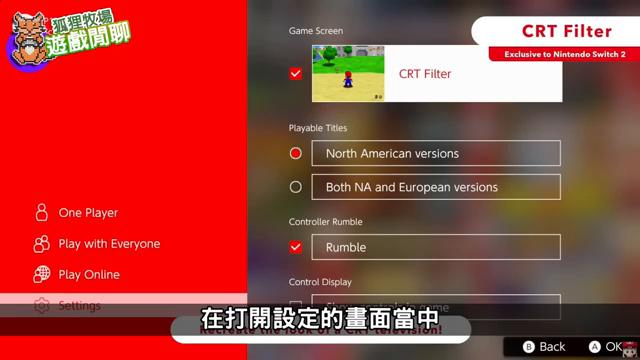 狐狸牧場
遊戲閒聊
Game Screen
CRT Filter
Exclusive to Nintendo Switch 2
CRT Filter
Playable Titles
North American versions
Both NA and European versions
One Player
Play with Everyone
Play Online
Settings
Controller Rumble
Rumble
Control Display
在打開設定的畫面當中
Back
OK